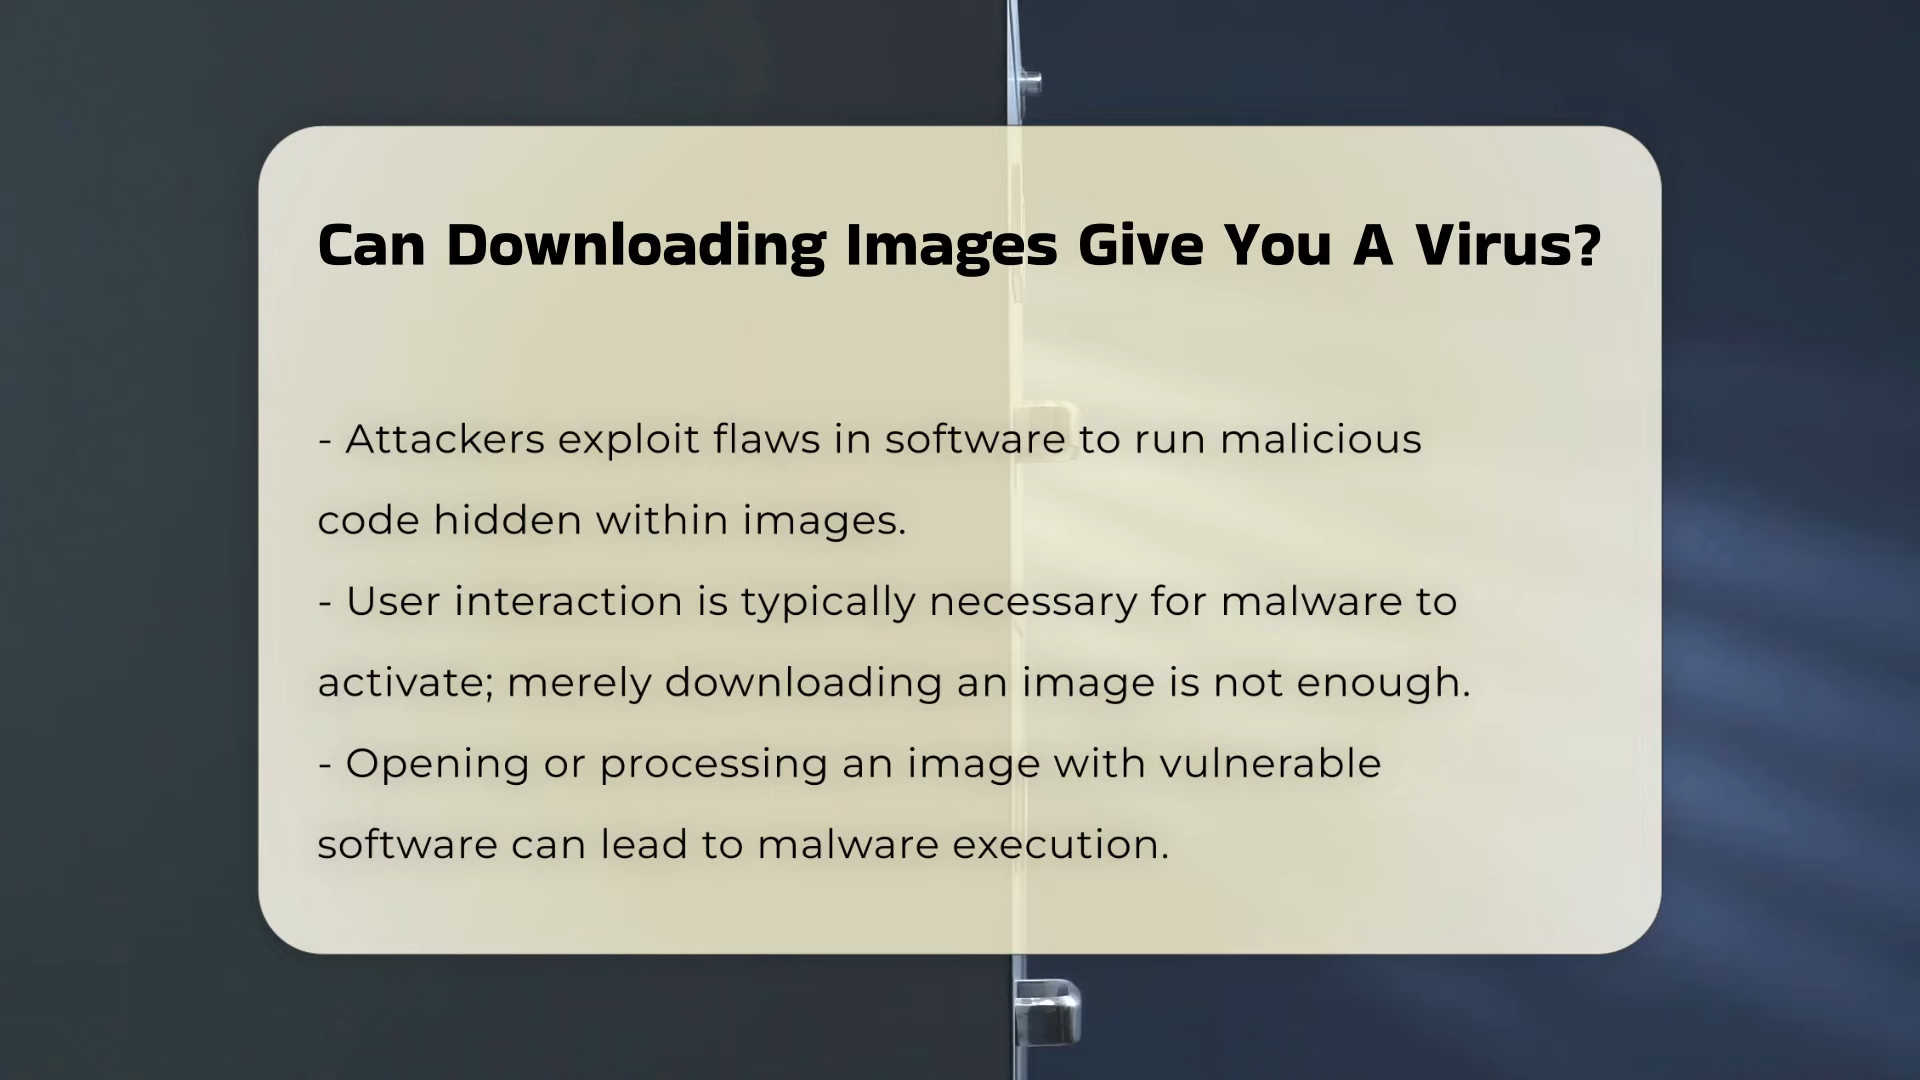 Can Downloading Images Give You A Virus?
- Attackers exploit flaws in software to run malicious
code hidden within images.
- User interaction is typically necessary for malware to
activate; merely downloading an image is not enough.
- Opening or processing an image with vulnerable
software can lead to malware execution.